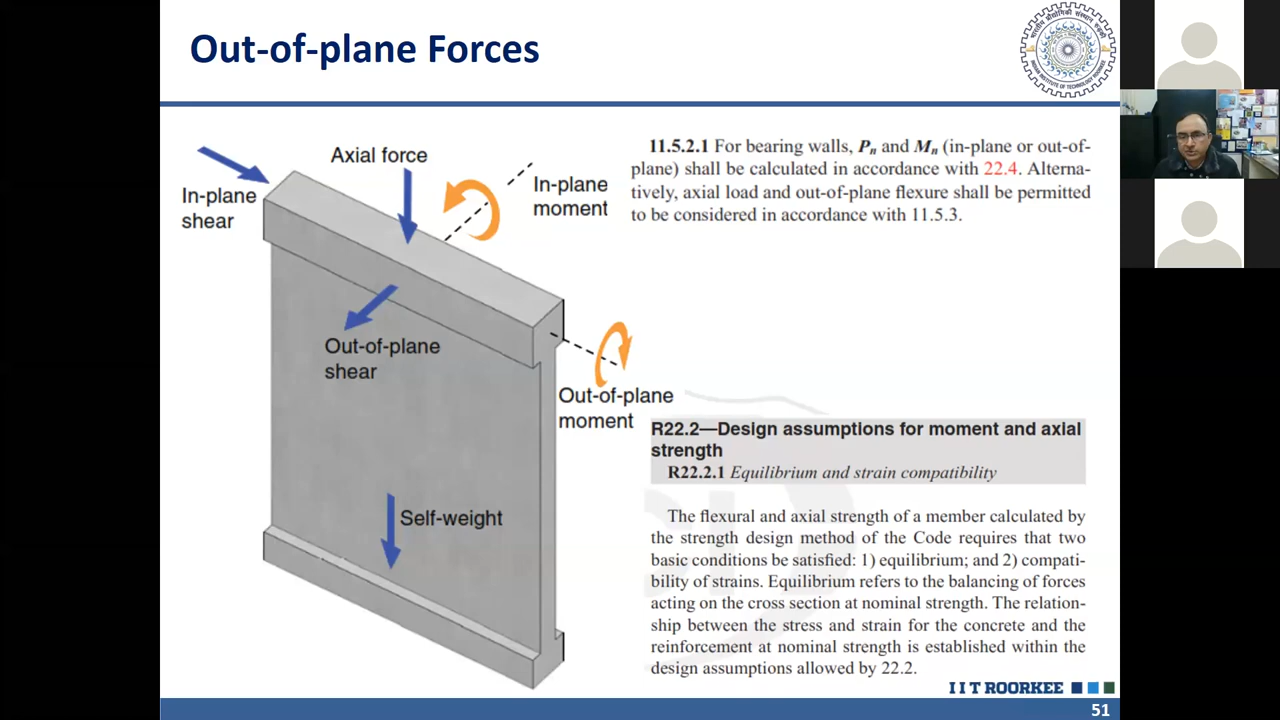 Out-of-plane Forces
In-plane
shear
Axial force
In-plane
moment
Out-of-plane
shear
Out-of-plane
moment
Self-weight
11.5.2.1 For bearing walls, Pn and Mn (in-plane or out-of-
plane) shall be calculated in accordance with 22.4. Alterna-
tively, axial load and out-of-plane flexure shall be permitted
to be considered in accordance with 11.5.3.
R22.2—Design assumptions for moment and axial
strength
R22.2.1 Equilibrium and strain compatibility
The flexural and axial strength of a member calculated by
the strength design method of the Code requires that two
basic conditions be satisfied: 1) equilibrium; and 2) compati-
bility of strains. Equilibrium refers to the balancing of forces
acting on the cross section at nominal strength. The relation-
ship between the stress and strain for the concrete and the
reinforcement at nominal strength is established within the
design assumptions allowed by 22.2.
I I T ROORKEE
51